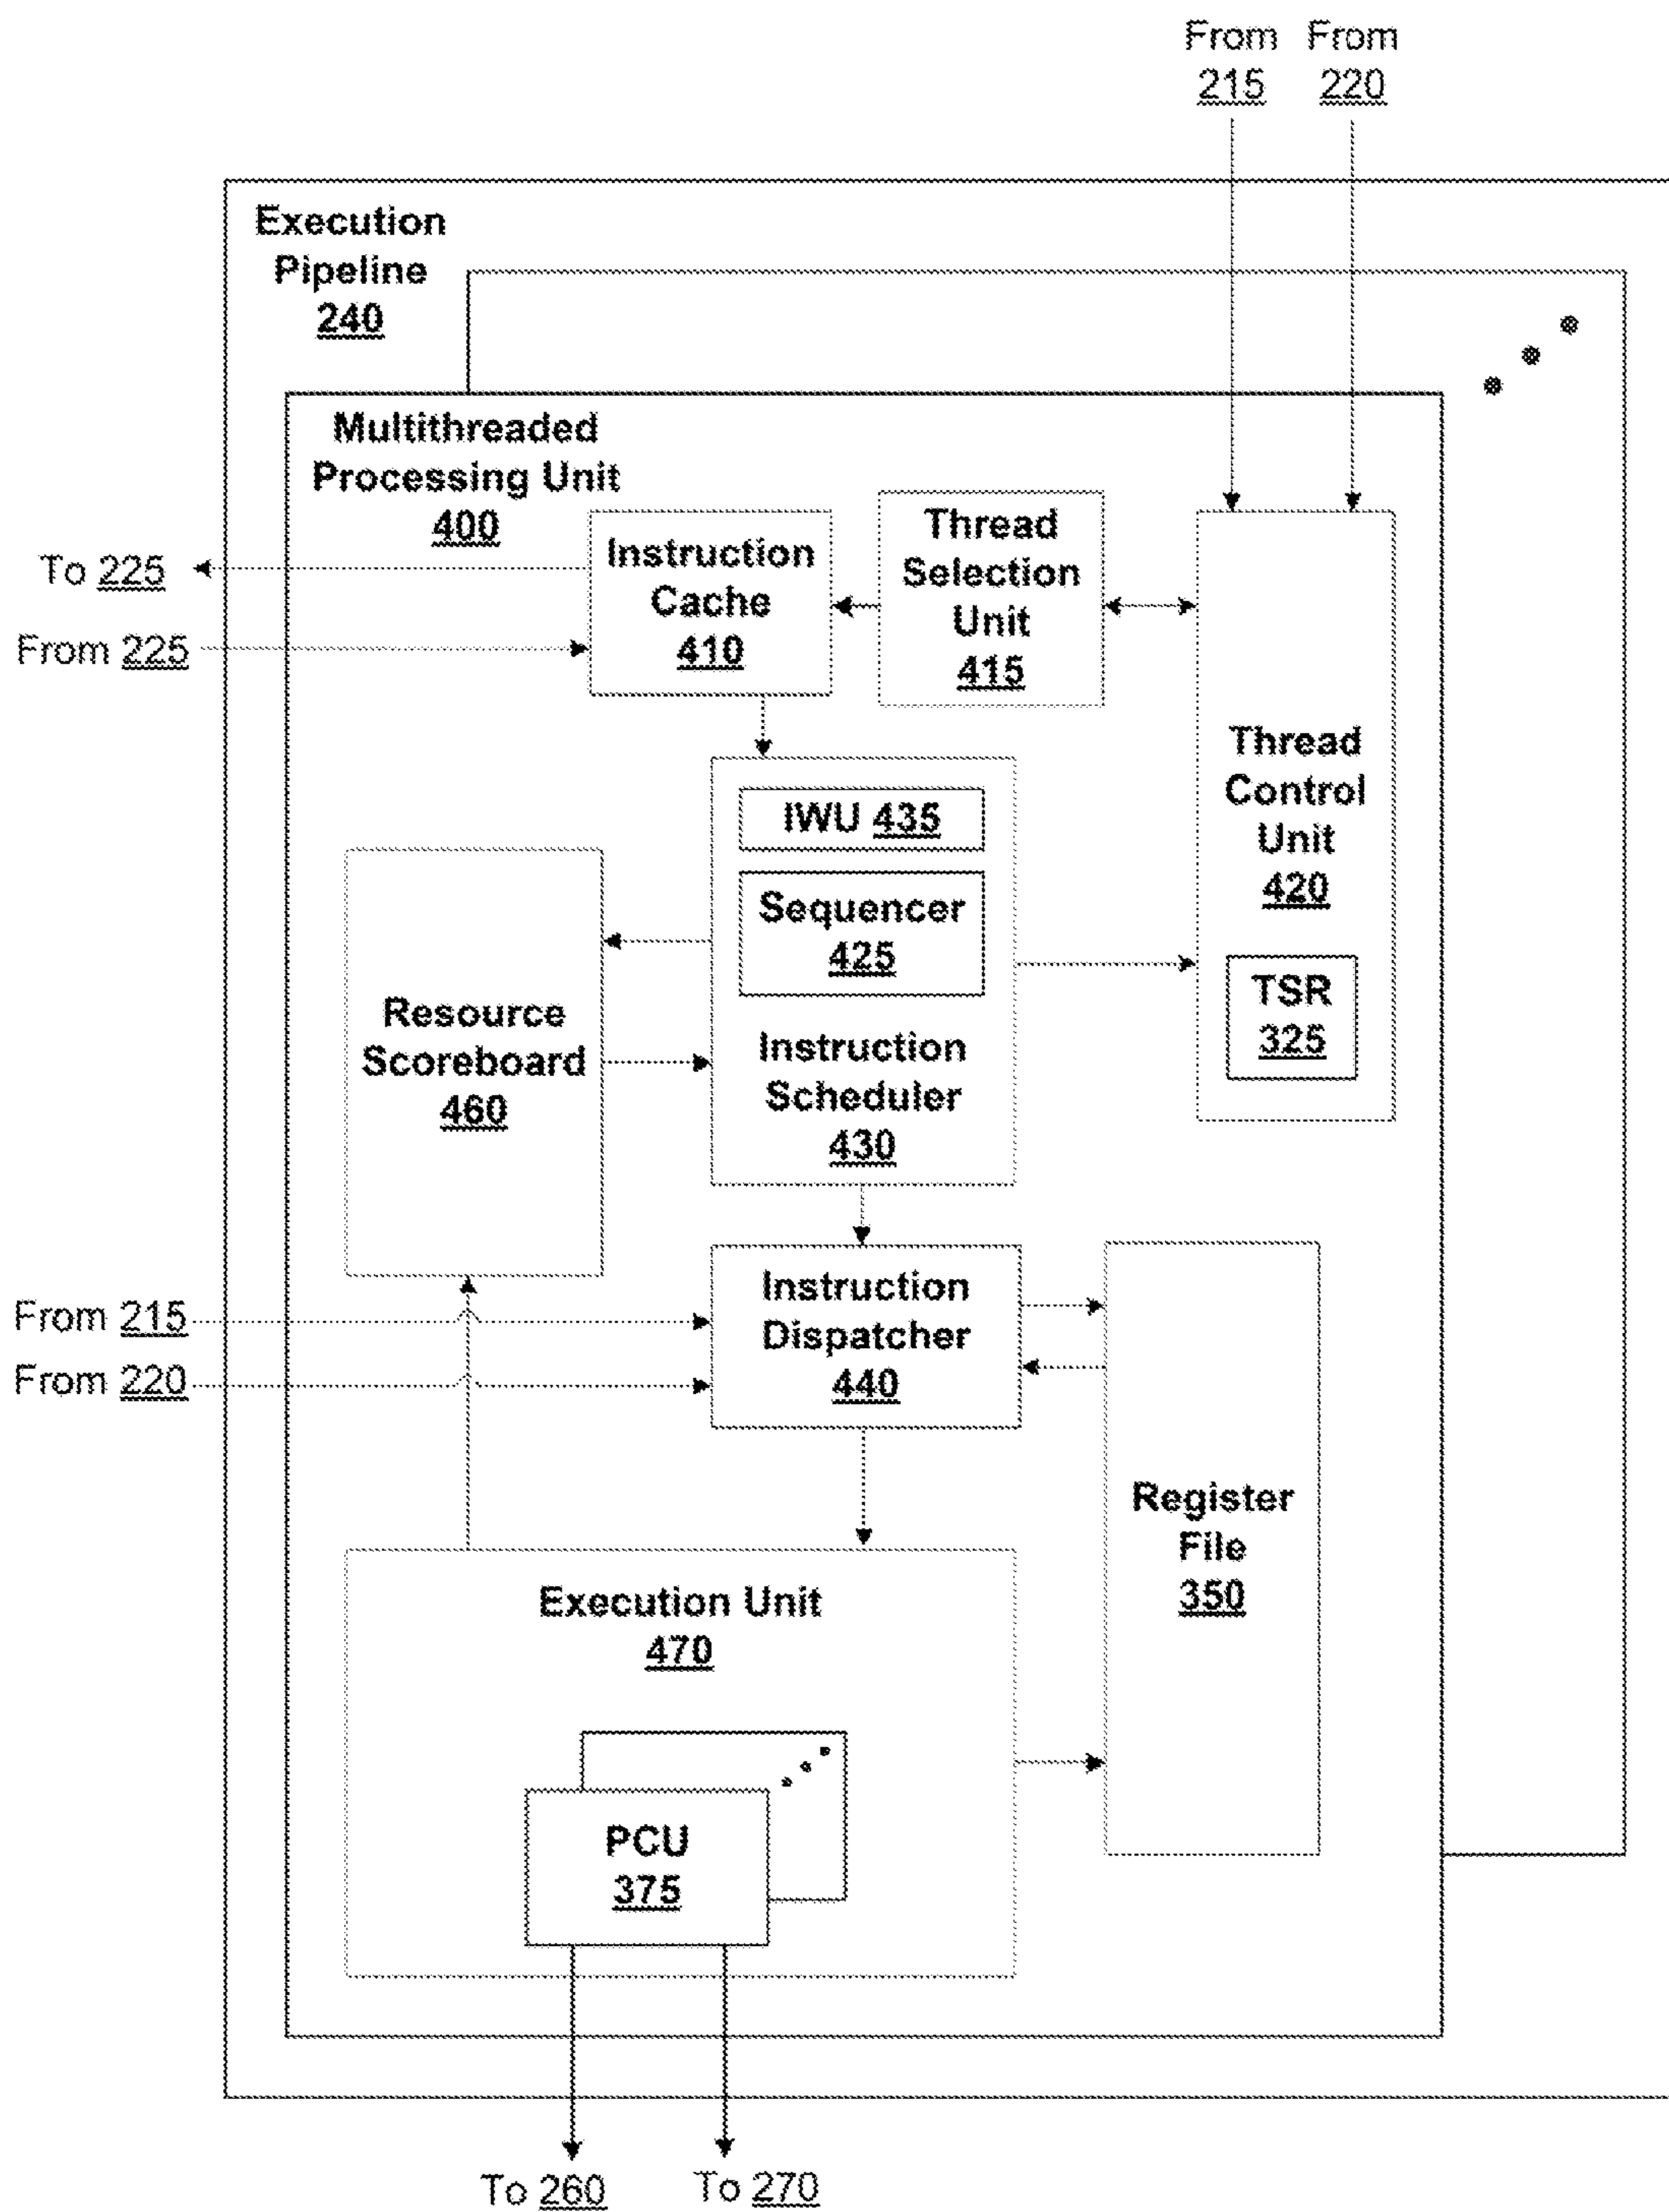 From From
215 220
Execution
Pipeline
240
Multithreaded
Processing Unit
400
To 225
From 225
Instruction
Cache
410
Thread
Selection
Unit
415
Thread
Control
Unit
420
TSR
325
IWU 435
Sequencer
425
Instruction
Scheduler
430
Resource
Scoreboard
460
From 215
From 220
Instruction
Dispatcher
440
Register
File
350
Execution Unit
470
PCU
375
To 260 To 270